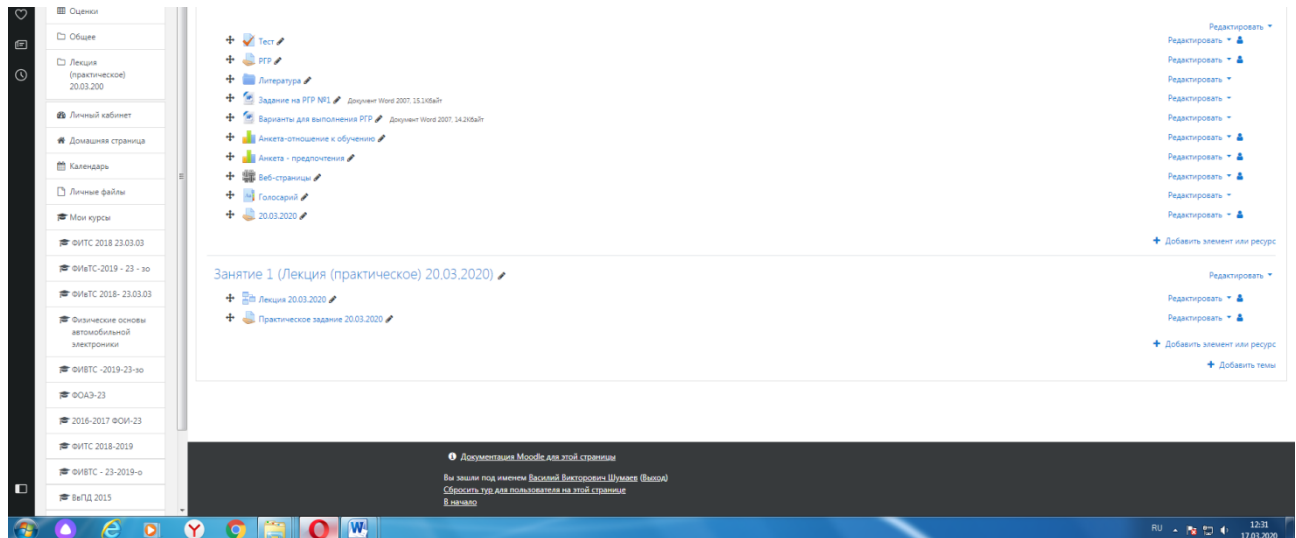 Оценки
Общее
Лекция
(практическое)
20.03.200
Личный кабинет
Домашняя страница
Календарь
Личные файлы
Мои курсы
ФИТС 2018 23.03.03
ФИвТС-2019 - 23 - зо
ФИвТС 2018- 23.03.03
Физические основы
автомобильной
электроники
ФИВТС -2019-23-зо
ФОАЭ-23
2016-2017 ФОИ-23
ФИТС 2018-2019
ФИВТС - 23-2019-о
ВвПД 2015
Редактировать
Тест Редактировать
РГР Редактировать
Литература Редактировать
Задание на РГР №1 Документ Word 2007, 15.1Кбайт Редактировать
Варианты для выполнения РГР Документ Word 2007, 14.2Кбайт Редактировать
Анкета-отношение к обучению Редактировать
Анкета - предпочтения Редактировать
Веб-страницы Редактировать
Голосарий Редактировать
20.03.2020 Редактировать
Добавить элемент или ресурс
Занятие 1 (Лекция (практическое) 20.03.2020) Редактировать
Лекция 20.03.2020 Редактировать
Практическое задание 20.03.2020 Редактировать
Добавить элемент или ресурс
Добавить темы
Документация Moodle для этой страницы
Вы зашли под именем Василий Викторович Шумаев (Выход)
Сбросить тур для пользователя на этой странице
В начало
RU
12:31
17.03.2020